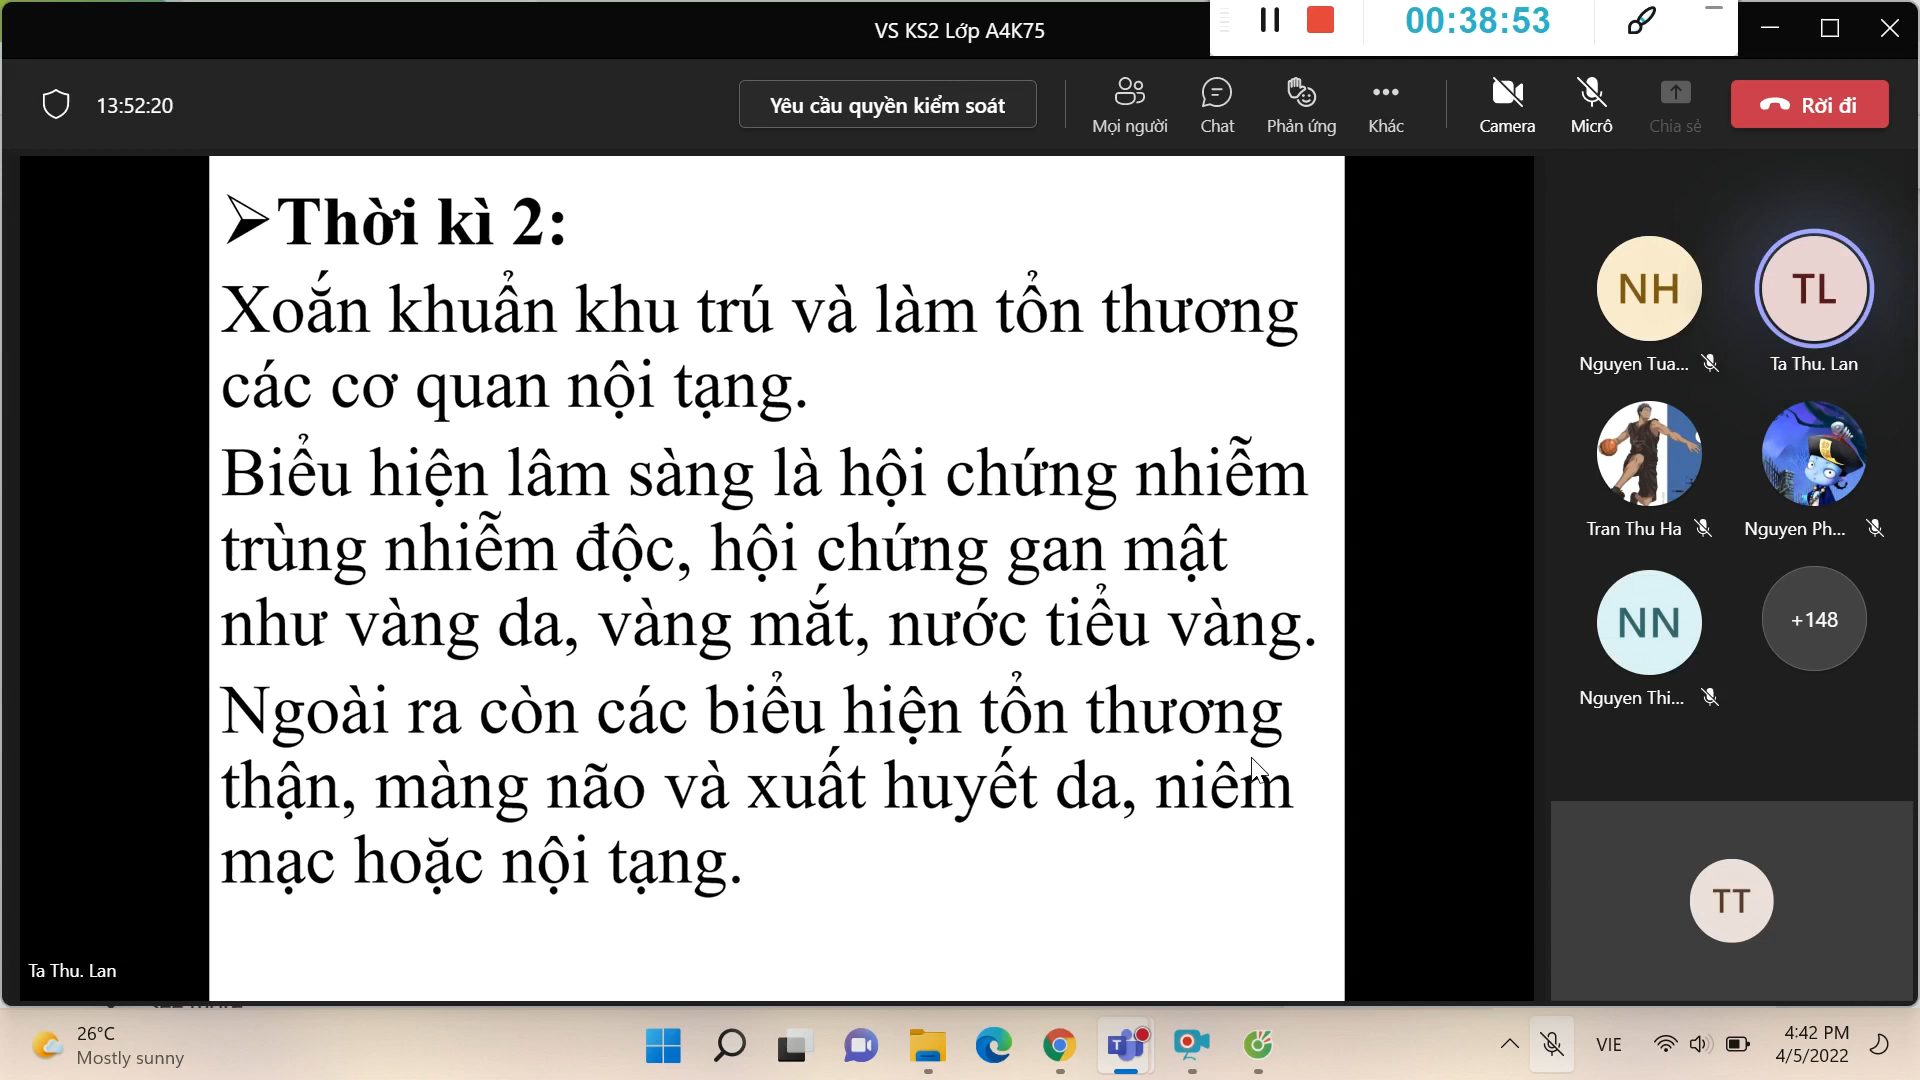 VS KS2 Lớp A4K75
00:38:53
13:52:20
Yêu cầu quyền kiểm soát
Mọi người
Chat
Phản ứng
Khác
Camera
Micrô
Chia sẻ
Rời đi
Thời kì 2:
Xoắn khuẩn khu trú và làm tổn thương
các cơ quan nội tạng.
Biểu hiện lâm sàng là hội chứng nhiễm
trùng nhiễm độc, hội chứng gan mật
như vàng da, vàng mắt, nước tiểu vàng.
Ngoài ra còn các biểu hiện tổn thương
thận, màng não và xuất huyết da, niêm
mạc hoặc nội tạng.
Ta Thu. Lan
NH
TL
Nguyen Tua...
Ta Thu. Lan
Tran Thu Ha
Nguyen Ph...
NN
+148
Nguyen Thi...
TT
26°C
Mostly sunny
VIE
4:42 PM
4/5/2022